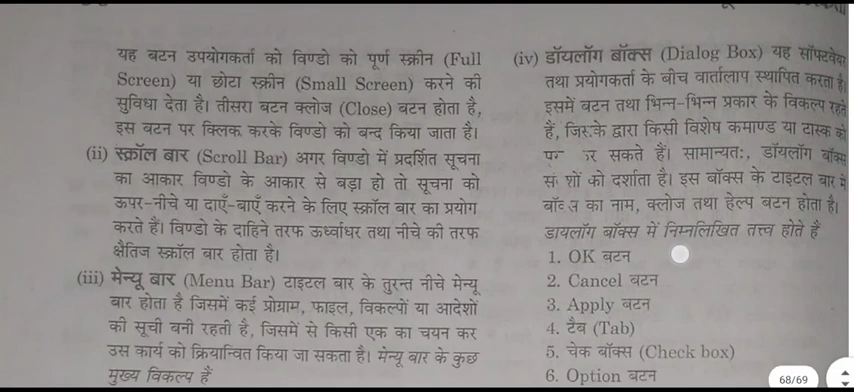 यह बटन उपयोगकर्ता को विण्डो को पूर्ण स्क्रीन (Full
Screen) या छोटा स्क्रीन (Small Screen) करने की
सुविधा देता है। तीसरा बटन क्लोज (Close) बटन होता है,
इस बटन पर क्लिक करके विण्डो को बन्द किया जाता है।
(ii) स्क्रॉल बार (Scroll Bar) अगर विण्डो में प्रदर्शित सूचना
का आकार विण्डो के आकार से बड़ा हो तो सूचना को
ऊपर-नीचे या दाएँ-बाएँ करने के लिए स्क्रॉल बार का प्रयोग
करते हैं। विण्डो के दाहिने तरफ ऊर्ध्वाधर तथा नीचे की तरफ
क्षैतिज स्क्रॉल बार होता है।
(iii) मेन्यू बार (Menu Bar) टाइटल बार के तुरन्त नीचे मेन्यू
बार होता है जिसमें कई प्रोग्राम, फाइल, विकल्पों या आदेशों
की सूची बनी रहती है, जिसमें से किसी एक का चयन कर
उस कार्य को क्रियान्वित किया जा सकता है। मेन्यू बार के कुछ
मुख्य विकल्प हैं
(iv) डॉयलॉग बॉक्स (Dialog Box) यह सॉफ्टवेयर
तथा प्रयोगकर्ता के बीच वार्तालाप स्थापित करता है।
इसमें बटन तथा भिन्न-भिन्न प्रकार के विकल्प रहते
हैं, जिसके द्वारा किसी विशेष कमाण्ड या टास्क को
सकते हैं। सामान्यतः, डॉयलॉग बॉक्स
को दर्शाता है। इस बॉक्स के टाइटल बार में
बॉक्स का नाम, क्लोज तथा हेल्प बटन होता है।
डायलॉग बॉक्स में निम्नलिखित तत्त्व होते हैं
1. OK बटन
2. Cancel बटन
3. Apply बटन
4. टैब (Tab)
5. चेक बॉक्स (Check box)
6. Option बटन
68/69